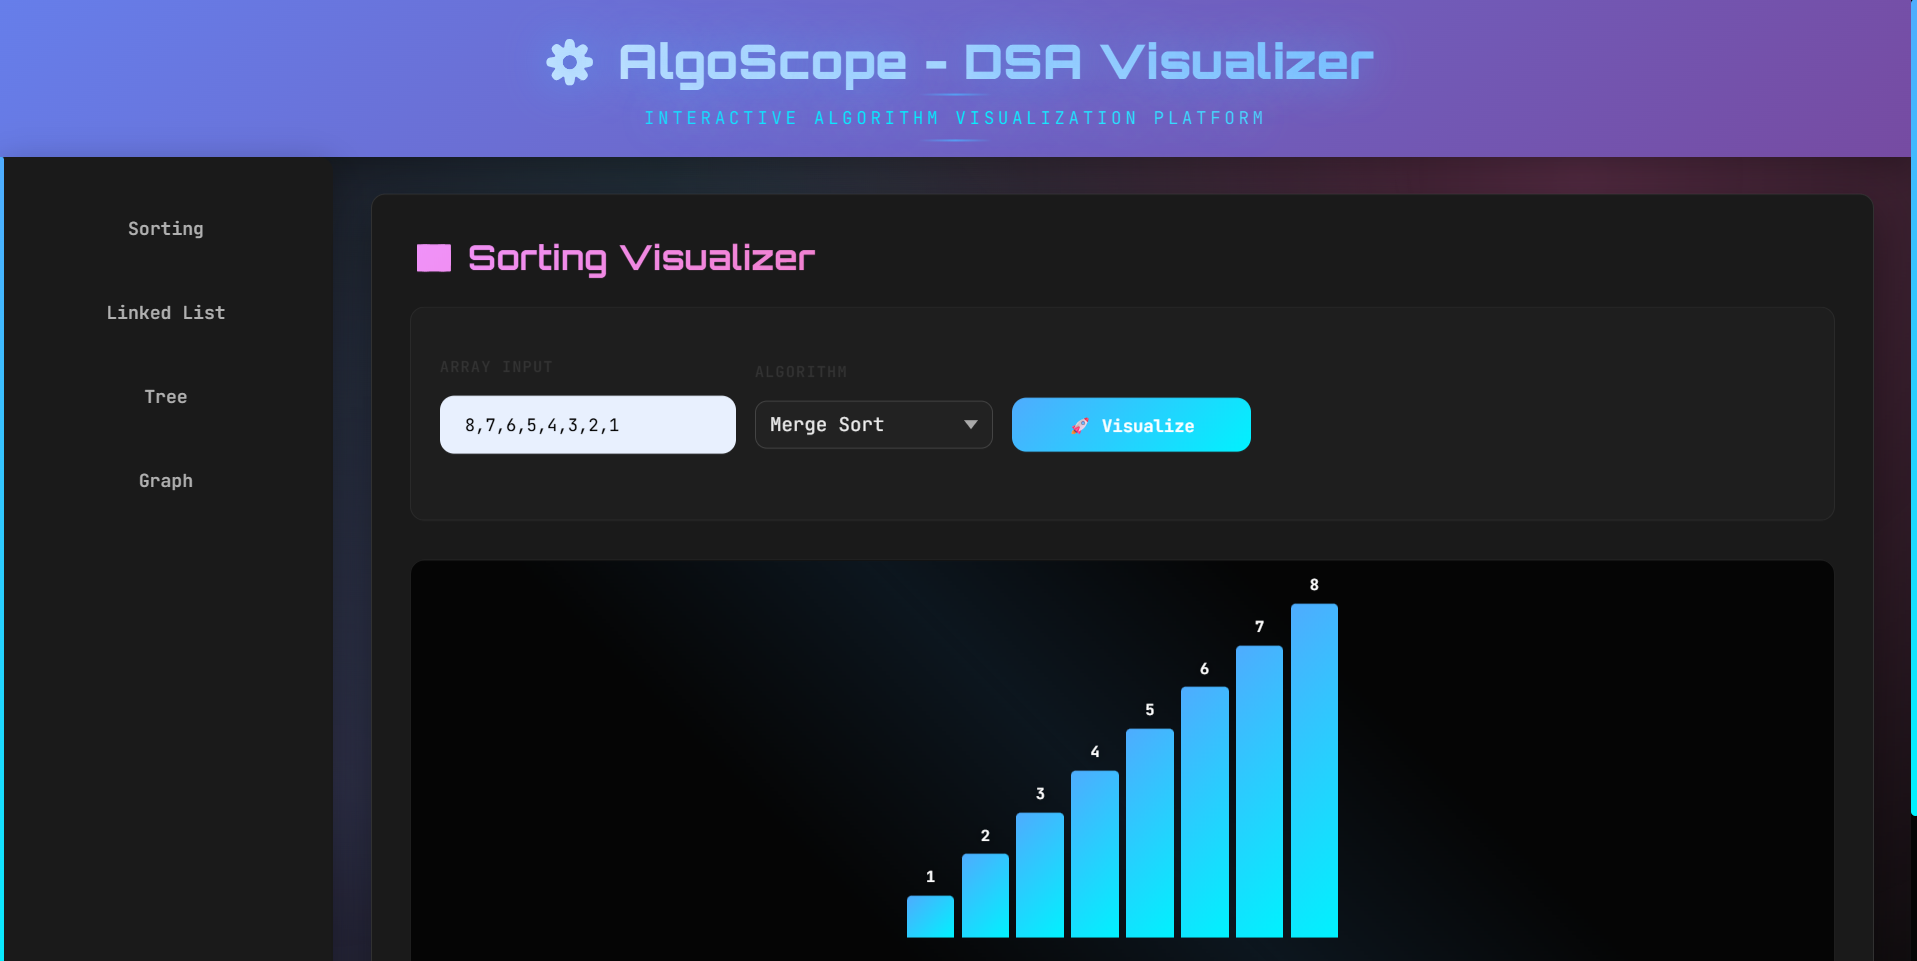 AlgoScope - DSA Visualizer
INTERACTIVE ALGORITHM VISUALIZATION PLATFORM
Sorting
Linked List
Tree
Graph
Sorting Visualizer
ARRAY INPUT
ALGORITHM
8,7,6,5,4,3,2,1
Merge Sort
🚀 Visualize
1
2
3
4
5
6
7
8